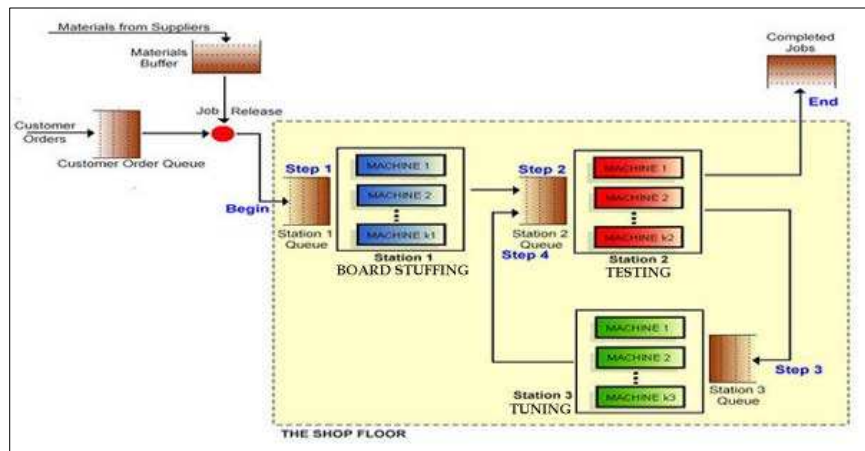 Materials from Suppliers
Materials
Buffer
Job Release
Customer
Orders
Customer Order Queue
Completed
Jobs
End
Begin
Step 1
Station 1
Queue
MACHINE 1
MACHINE 2
MACHINE k1
Station 1
BOARD STUFFING
Step 2
Station 2
Queue
Step 4
MACHINE 1
MACHINE 2
MACHINE k2
Station 2
TESTING
MACHINE 1
MACHINE 2
MACHINE k3
Station 3
TUNING
Step 3
Station 3
Queue
THE SHOP FLOOR